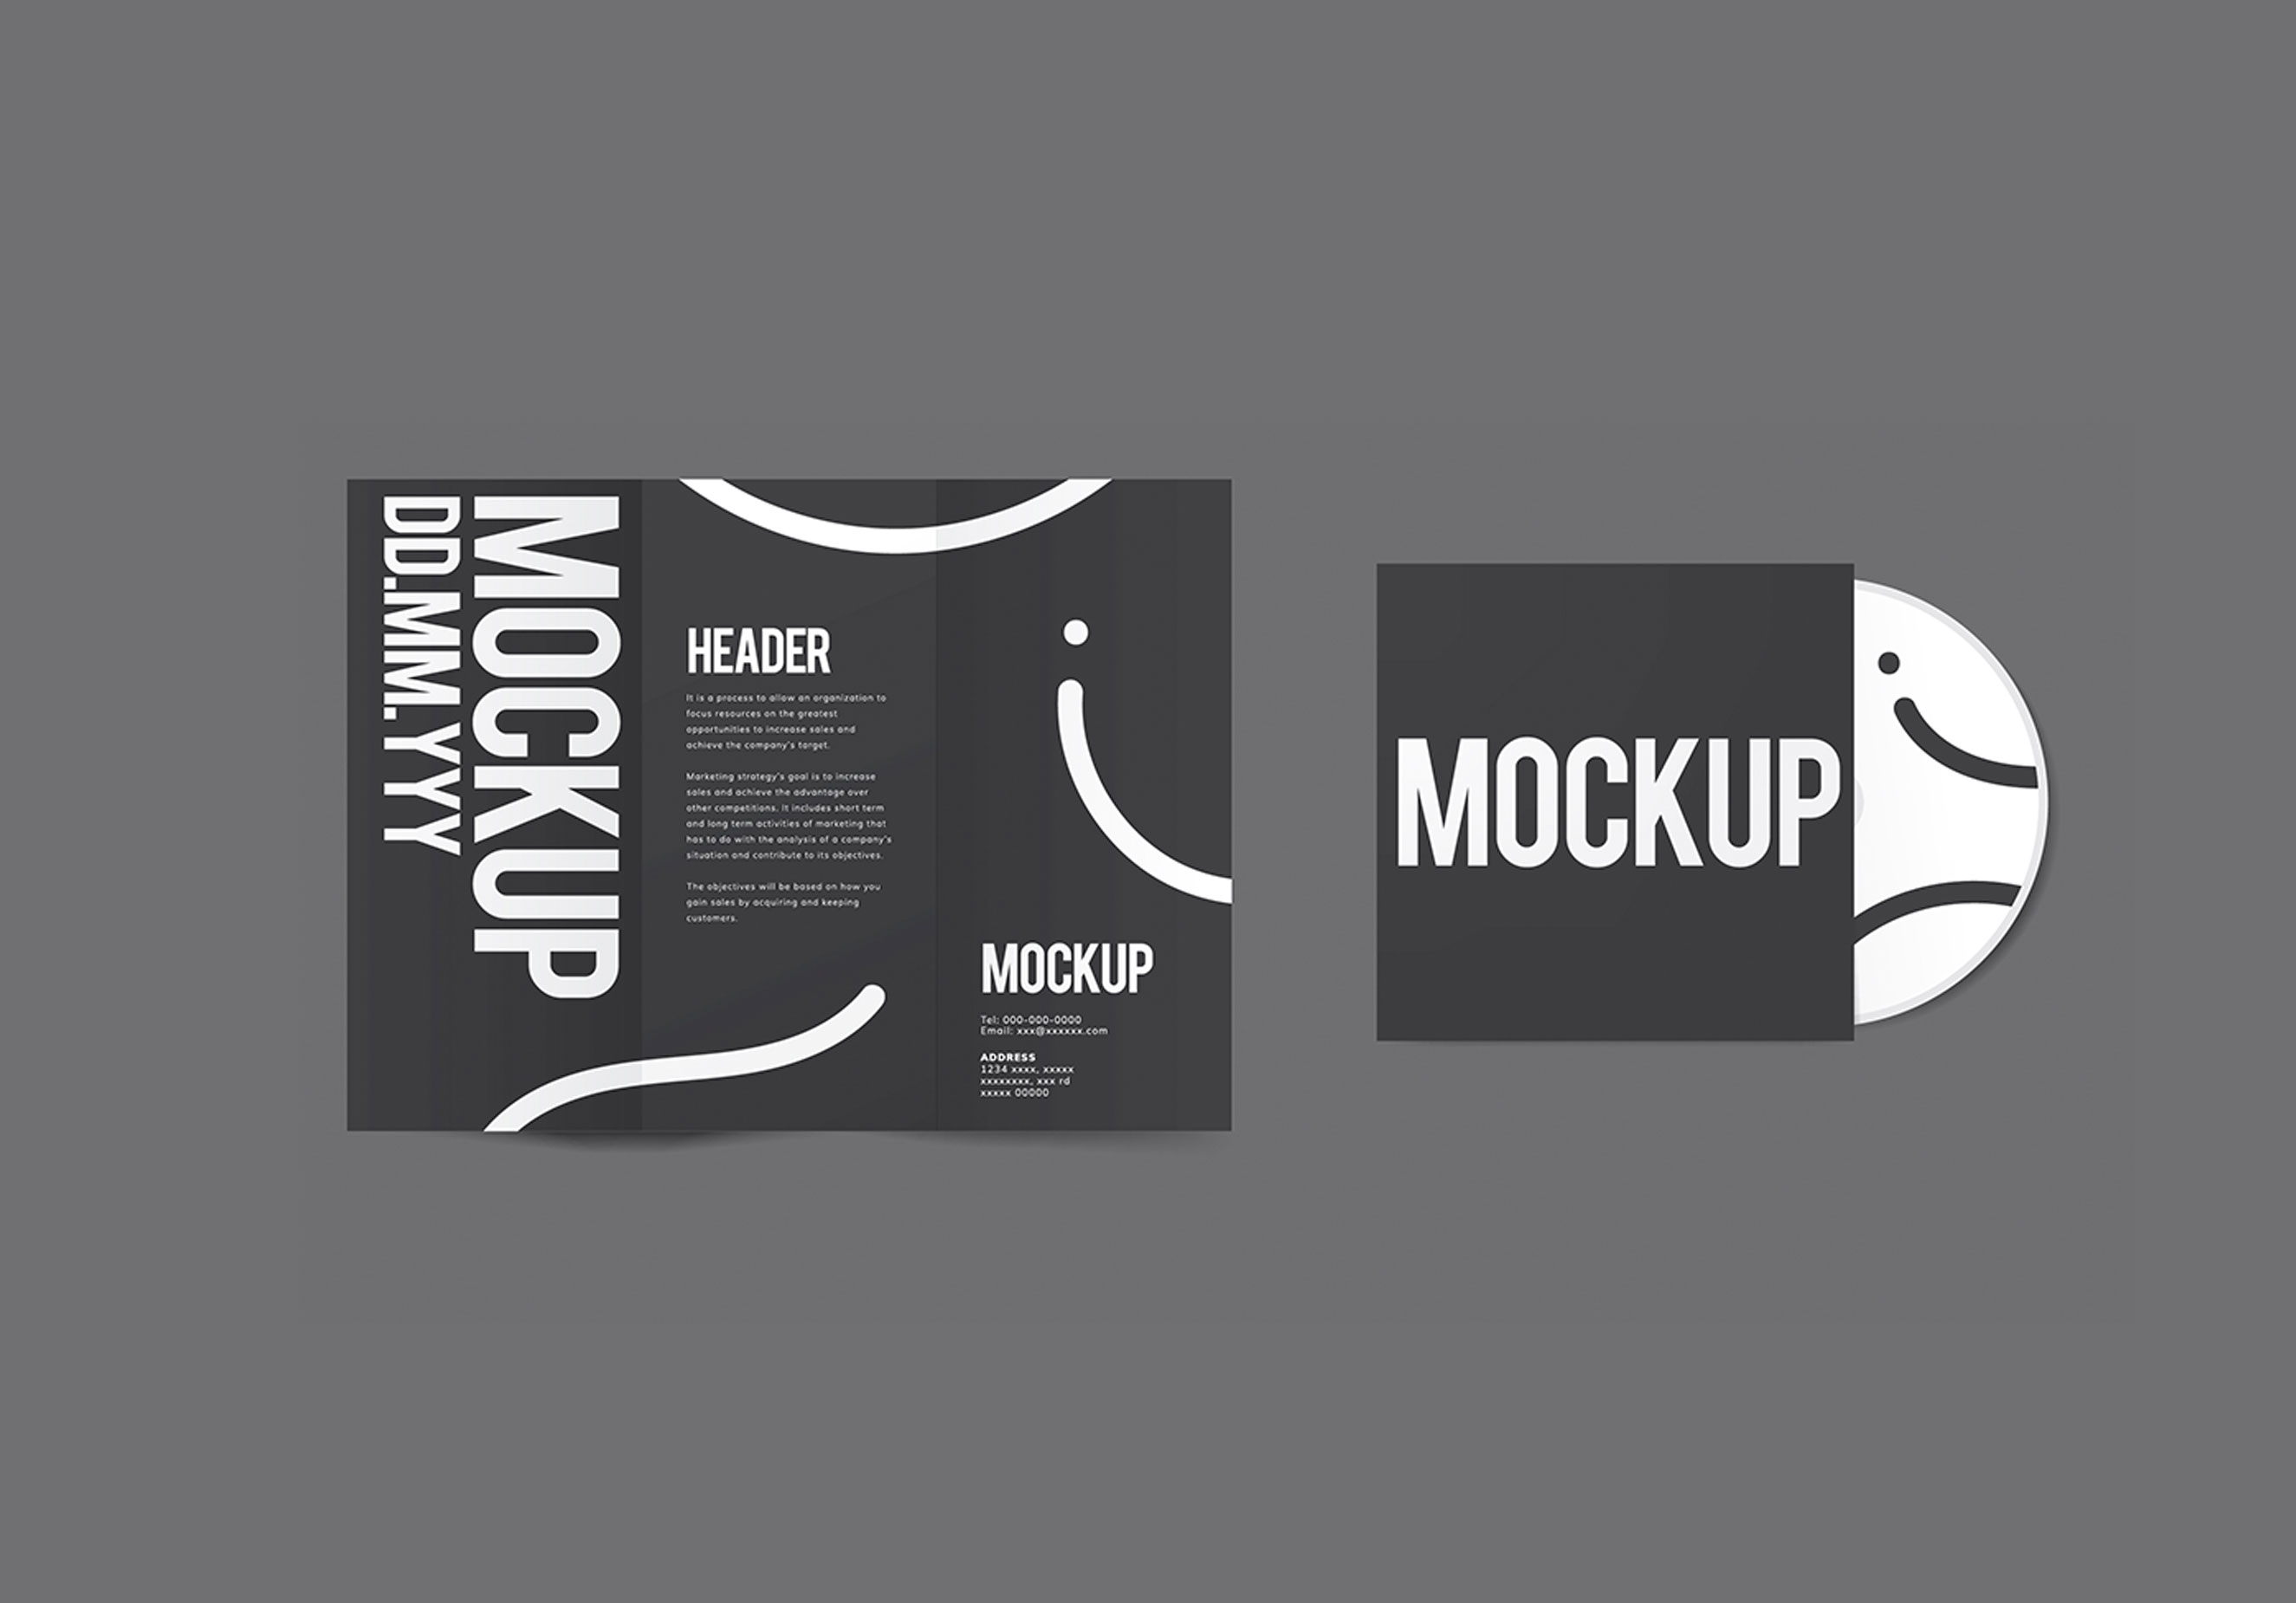 MOCKUP
DD.MM.YYYY
HEADER
It is a process to allow an organization to
focus resources on the greatest
opportunities to increase sales and
achieve the company's target.
Marketing strategy's goal is to increase
sales and achieve the advantage over
other competitions. It includes short term
and long term activities of marketing that
has to do with the analysis of a company's
situation and contribute to its objectives.
The objectives will be based on how you
gain sales by acquiring and keeping
customers.
MOCKUP
Tel: 000-000-0000
Email: xxx@xxxxxx.com
ADDRESS
1234 xxxx, xxxxx
xxxxxxxx, xxx rd
xxxxx 00000
MOCKUP